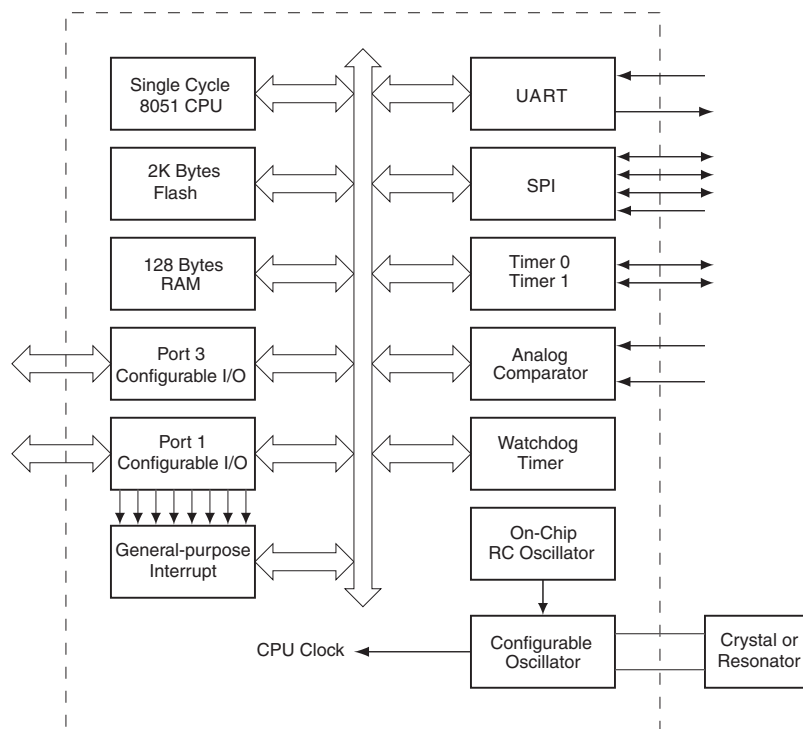 Single Cycle
8051 CPU
2K Bytes
Flash
128 Bytes
RAM
Port 3
Configurable I/O
Port 1
Configurable I/O
General-purpose
Interrupt
UART
SPI
Timer 0
Timer 1
Analog
Comparator
Watchdog
Timer
On-Chip
RC Oscillator
CPU Clock
Configurable
Oscillator
Crystal or
Resonator